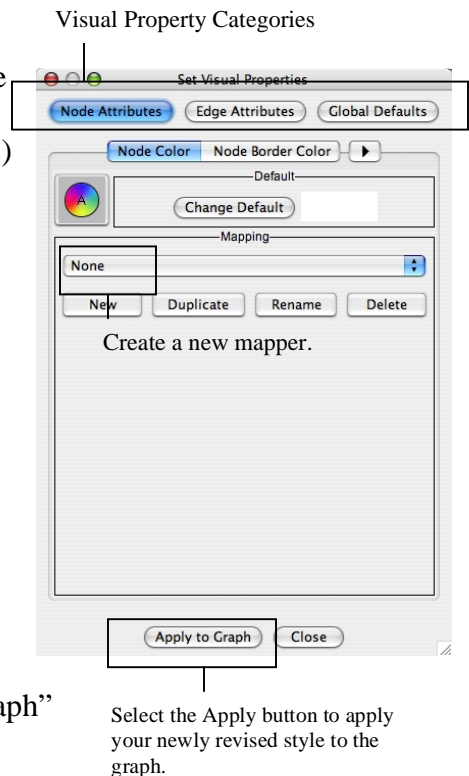 Visual Property Categories
e
Set Visual Properties
Node Attributes Edge Attributes Global Defaults
)
Node Color Node Border Color
Default
A
Change Default
Mapping
None
New Duplicate Rename Delete
Create a new mapper.
Apply to Graph Close
aph”
Select the Apply button to apply
your newly revised style to the
graph.